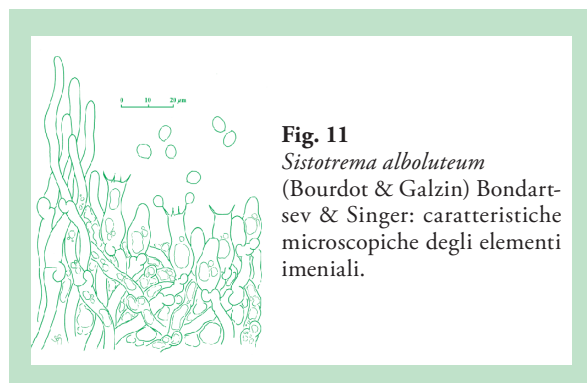 0 10 20 µm
Fig. 11
Sistotrema alboluteum
(Bourdot & Galzin) Bondart-
sev & Singer: caratteristiche
microscopiche degli elementi
imeniali.